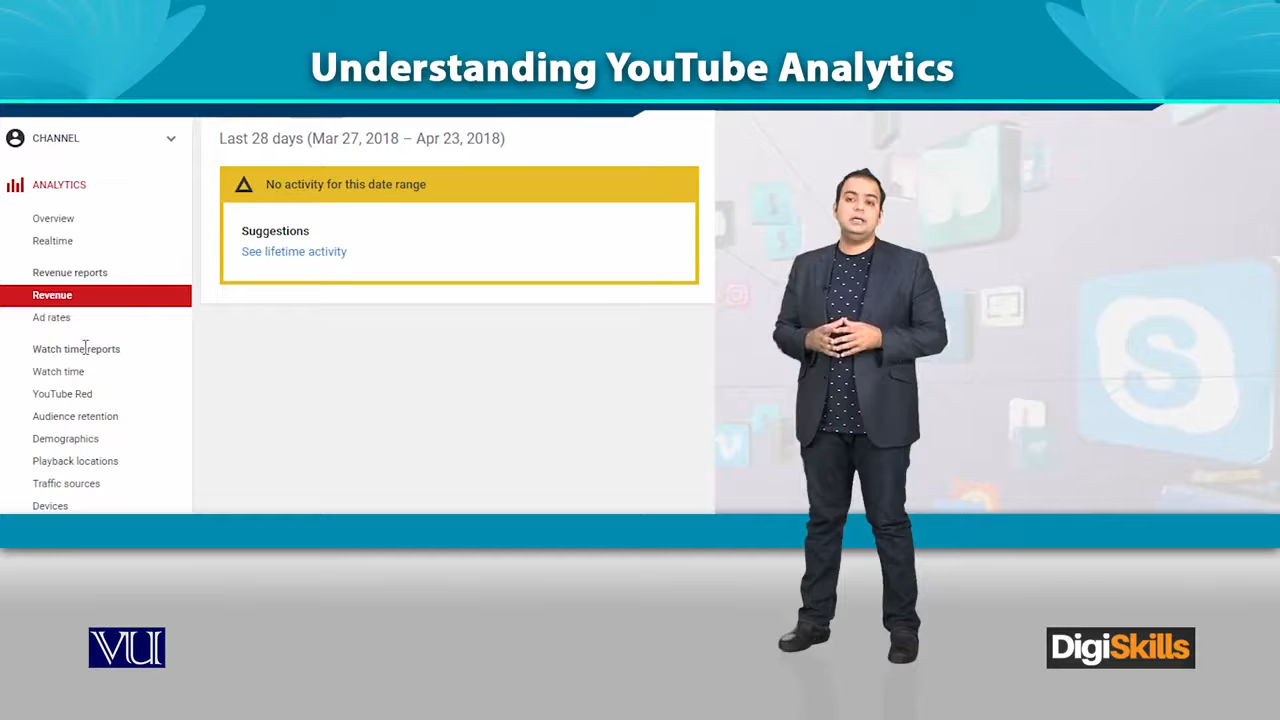 Understanding YouTube Analytics
CHANNEL
ANALYTICS
Overview
Realtime
Revenue reports
Revenue
Ad rates
Watch time reports
Watch time
YouTube Red
Audience retention
Demographics
Playback locations
Traffic sources
Devices
Last 28 days (Mar 27, 2018 – Apr 23, 2018)
No activity for this date range
Suggestions
See lifetime activity
VU
DigiSkills